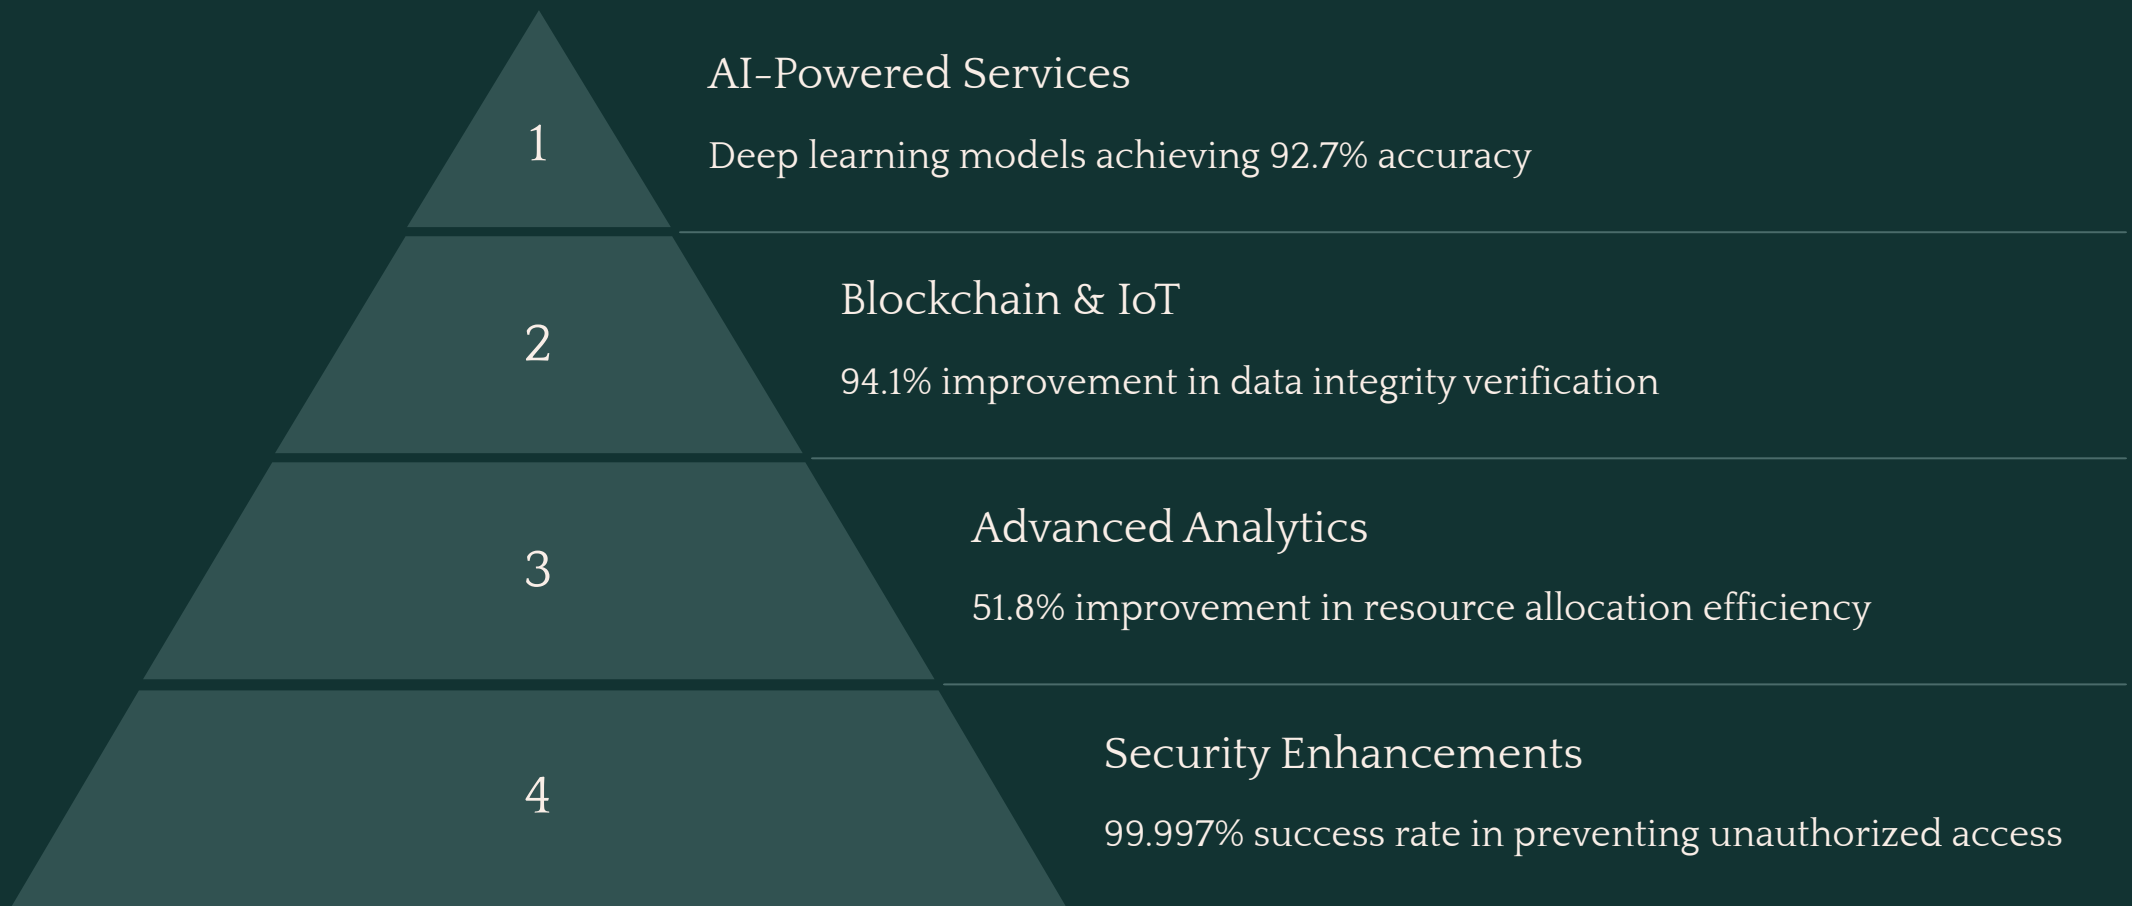 1
AI-Powered Services
Deep learning models achieving 92.7% accuracy
2
Blockchain & IoT
94.1% improvement in data integrity verification
3
Advanced Analytics
51.8% improvement in resource allocation efficiency
4
Security Enhancements
99.997% success rate in preventing unauthorized access